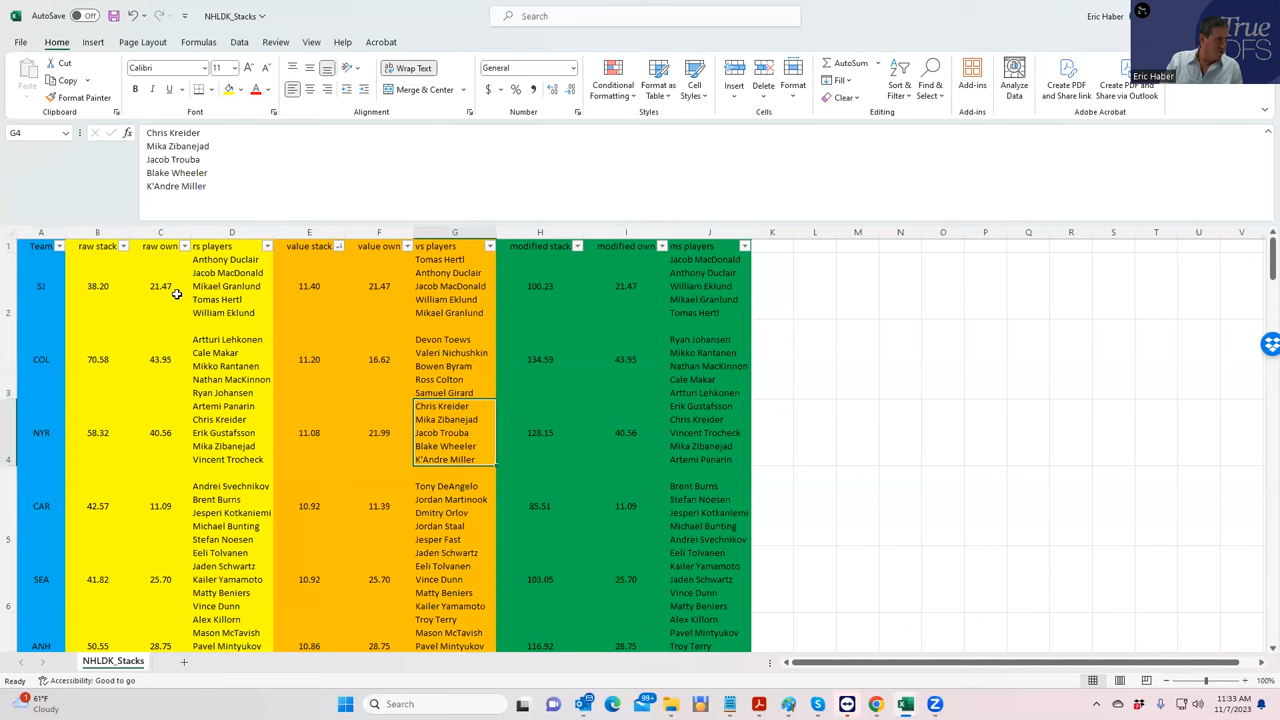 AutoSave Off NHLDK_Stacks Search Eric Haber
File Home Insert Page Layout Formulas Data Review View Help Acrobat
Paste Cut Copy Format Painter Clipboard
Calibri 11 B I U Font
Wrap Text Merge & Center Alignment
General $ % Number
Conditional Formatting Format as Table Cell Styles Styles
Insert Delete Format Cells
AutoSum Fill Clear Sort & Filter Find & Select Editing
Add-ins Add-ins
Analyze Data
Create PDF and Share link Create PDF and Share via Outlook Adobe Acrobat
True
DFS
Eric Haber
G4 fx
Chris Kreider
Mika Zibanejad
Jacob Trouba
Blake Wheeler
K'Andre Miller
A B C D E F G H I J K L M N O P Q R S T U V
1 Team raw stack raw own rs players value stack value own vs players modified stack modified own ms players
Anthony Duclair Tomas Hertl Jacob MacDonald
Jacob MacDonald Anthony Duclair Anthony Duclair
SJ 38.20 21.47 Mikael Granlund 11.40 21.47 Jacob MacDonald 100.23 21.47 William Eklund
Tomas Hertl William Eklund Mikael Granlund
2 William Eklund Mikael Granlund Tomas Hertl
Artturi Lehkonen Devon Toews Ryan Johansen
Cale Makar Valeri Nichushkin Mikko Rantanen
COL 70.58 43.95 Mikko Rantanen 11.20 16.62 Bowen Byram 134.59 43.95 Nathan MacKinnon
Nathan MacKinnon Ross Colton Cale Makar
Ryan Johansen Samuel Girard Artturi Lehkonen
Artemi Panarin Chris Kreider Erik Gustafsson
Chris Kreider Mika Zibanejad Chris Kreider
NYR 58.32 40.56 Erik Gustafsson 11.08 21.99 Jacob Trouba 128.15 40.56 Vincent Trocheck
Mika Zibanejad Blake Wheeler Mika Zibanejad
Vincent Trocheck K'Andre Miller Artemi Panarin
Andrei Svechnikov Tony DeAngelo Brent Burns
Brent Burns Jordan Martinook Stefan Noesen
CAR 42.57 11.09 Jesperi Kotkaniemi 10.92 11.39 Dmitry Orlov 85.51 11.09 Jesperi Kotkaniemi
Michael Bunting Jordan Staal Michael Bunting
Stefan Noesen Jesper Fast Andrei Svechnikov
Eeli Tolvanen Jaden Schwartz Eeli Tolvanen
Jaden Schwartz Eeli Tolvanen Kailer Yamamoto
SEA 41.82 25.70 Kailer Yamamoto 10.92 25.70 Vince Dunn 103.05 25.70 Jaden Schwartz
Matty Beniers Matty Beniers Vince Dunn
6 Vince Dunn Kailer Yamamoto Matty Beniers
Alex Killorn Troy Terry Alex Killorn
Mason McTavish Mason McTavish Pavel Mintyukov
ANH 50.55 28.75 Pavel Mintyukov 10.86 28.75 Pavel Mintyukov 116.92 28.75 Troy Terry
NHLDK_Stacks
Ready Accessibility: Good to go 100%
1 61°F Cloudy Search 99+ 11:33 AM 11/7/2023